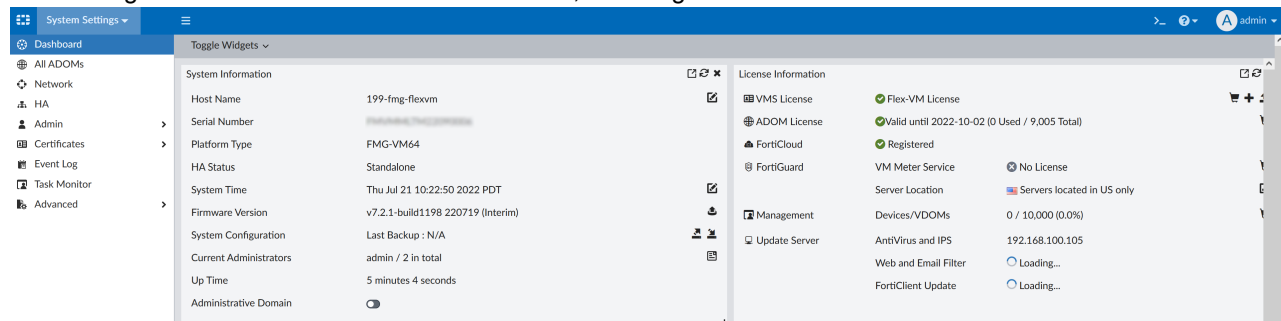 System Settings
>_
?
A admin
Dashboard
All ADOMs
Network
HA
Admin
Certificates
Event Log
Task Monitor
Advanced
Toggle Widgets
System Information
Host Name 199-fmg-flexvm
Serial Number
Platform Type FMG-VM64
HA Status Standalone
System Time Thu Jul 21 10:22:50 2022 PDT
Firmware Version v7.2.1-build1198 220719 (Interim)
System Configuration Last Backup : N/A
Current Administrators admin / 2 in total
Up Time 5 minutes 4 seconds
Administrative Domain
License Information
VMS License Flex-VM License
ADOM License Valid until 2022-10-02 (0 Used / 9,005 Total)
FortiCloud Registered
FortiGuard VM Meter Service No License
Server Location Servers located in US only
Management Devices/VDOMs 0 / 10,000 (0.0%)
Update Server AntiVirus and IPS 192.168.100.105
Web and Email Filter Loading...
FortiClient Update Loading...